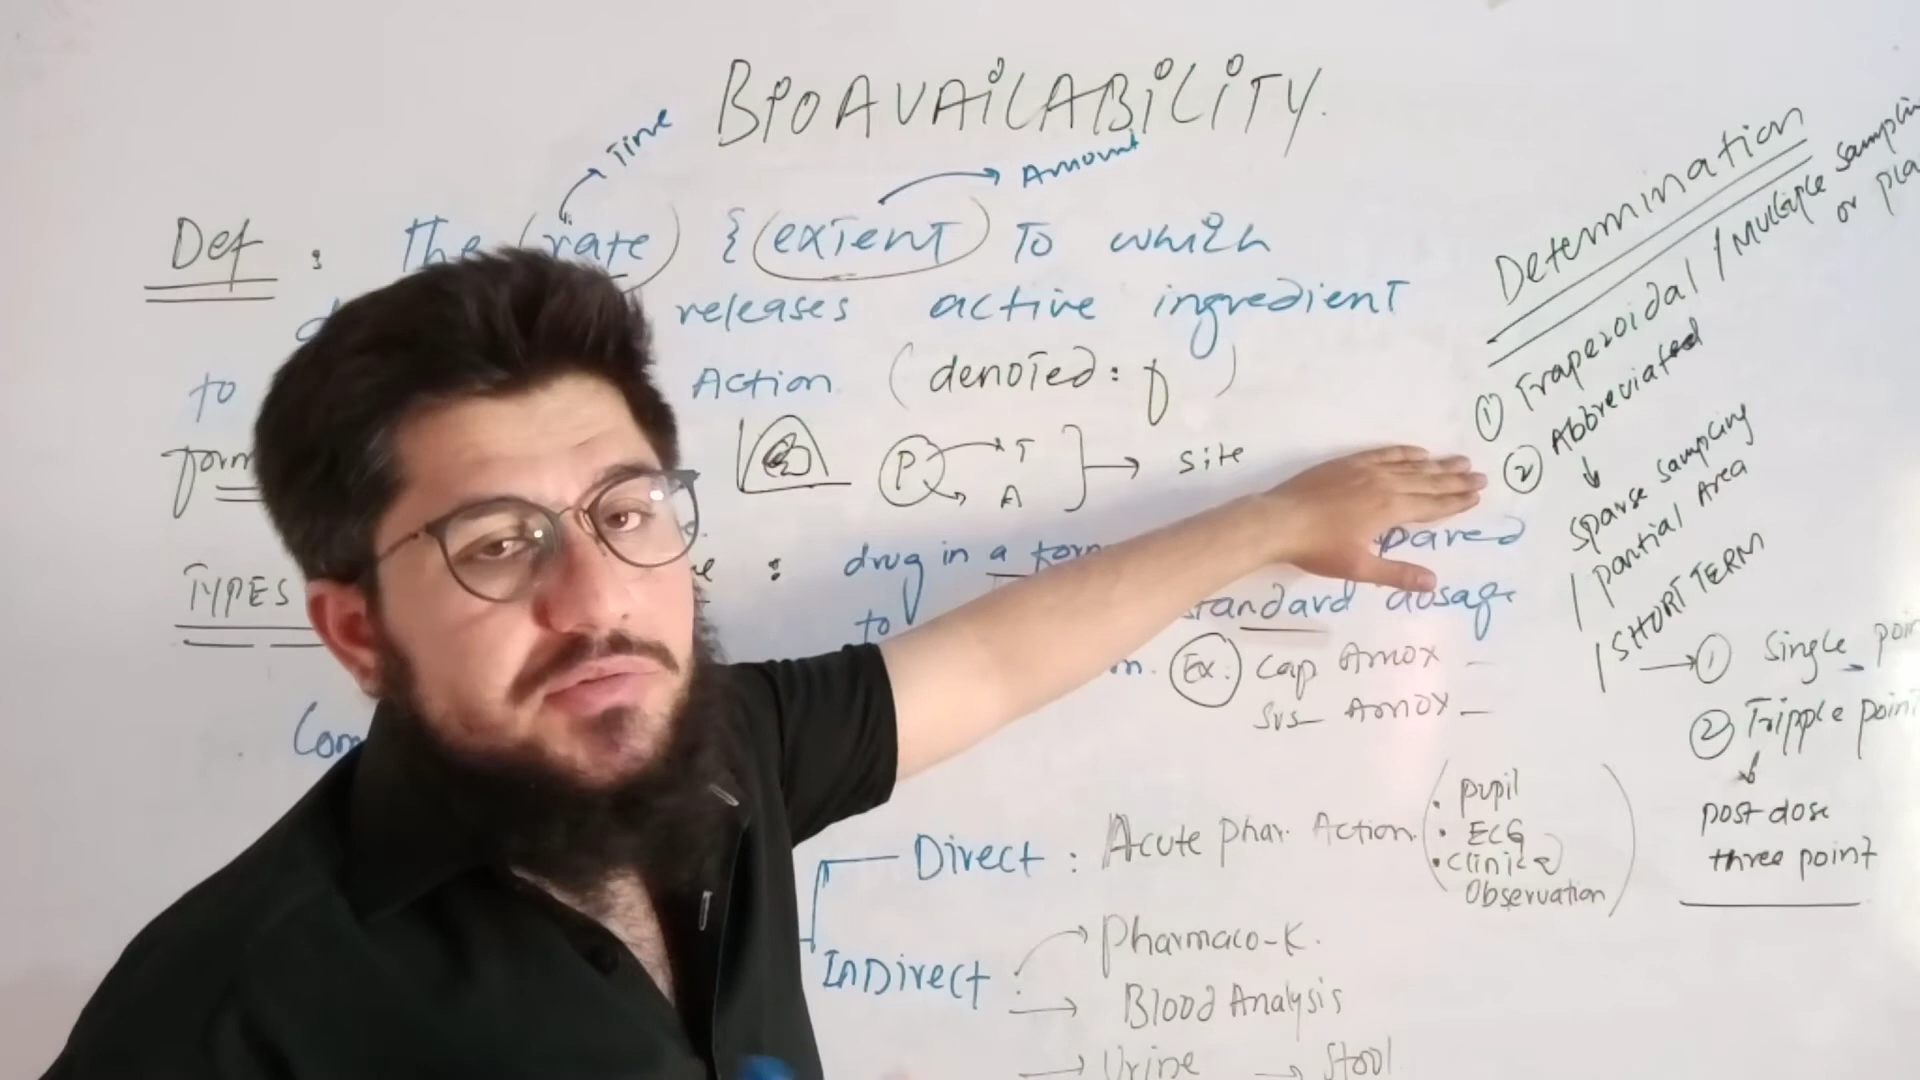 BIOAVAILABILITY.
Time
Amount
Def : The (rate) { (extent) To which
releases active ingredient
to Action (denoted: f)
form
P T A } → Site
TYPES : drug in a form pared
to standard dosage
Ex: Cap Amox -
Sus- Amox -
Com
Direct : Acute Phar. Action
• Pupil
• ECG
• Clinic
Observation
InDirect : Pharmaco-K.
→ Blood Analysis
→ Urine → Stool
Determination
① Trapezoidal / Multiple Sampling
or pla
② Abbreviated
↓
Sparse Sampling
/ Partial Area
/ SHORT TERM
→ ① Single poin
② Tripple point
↓
post dose
three point